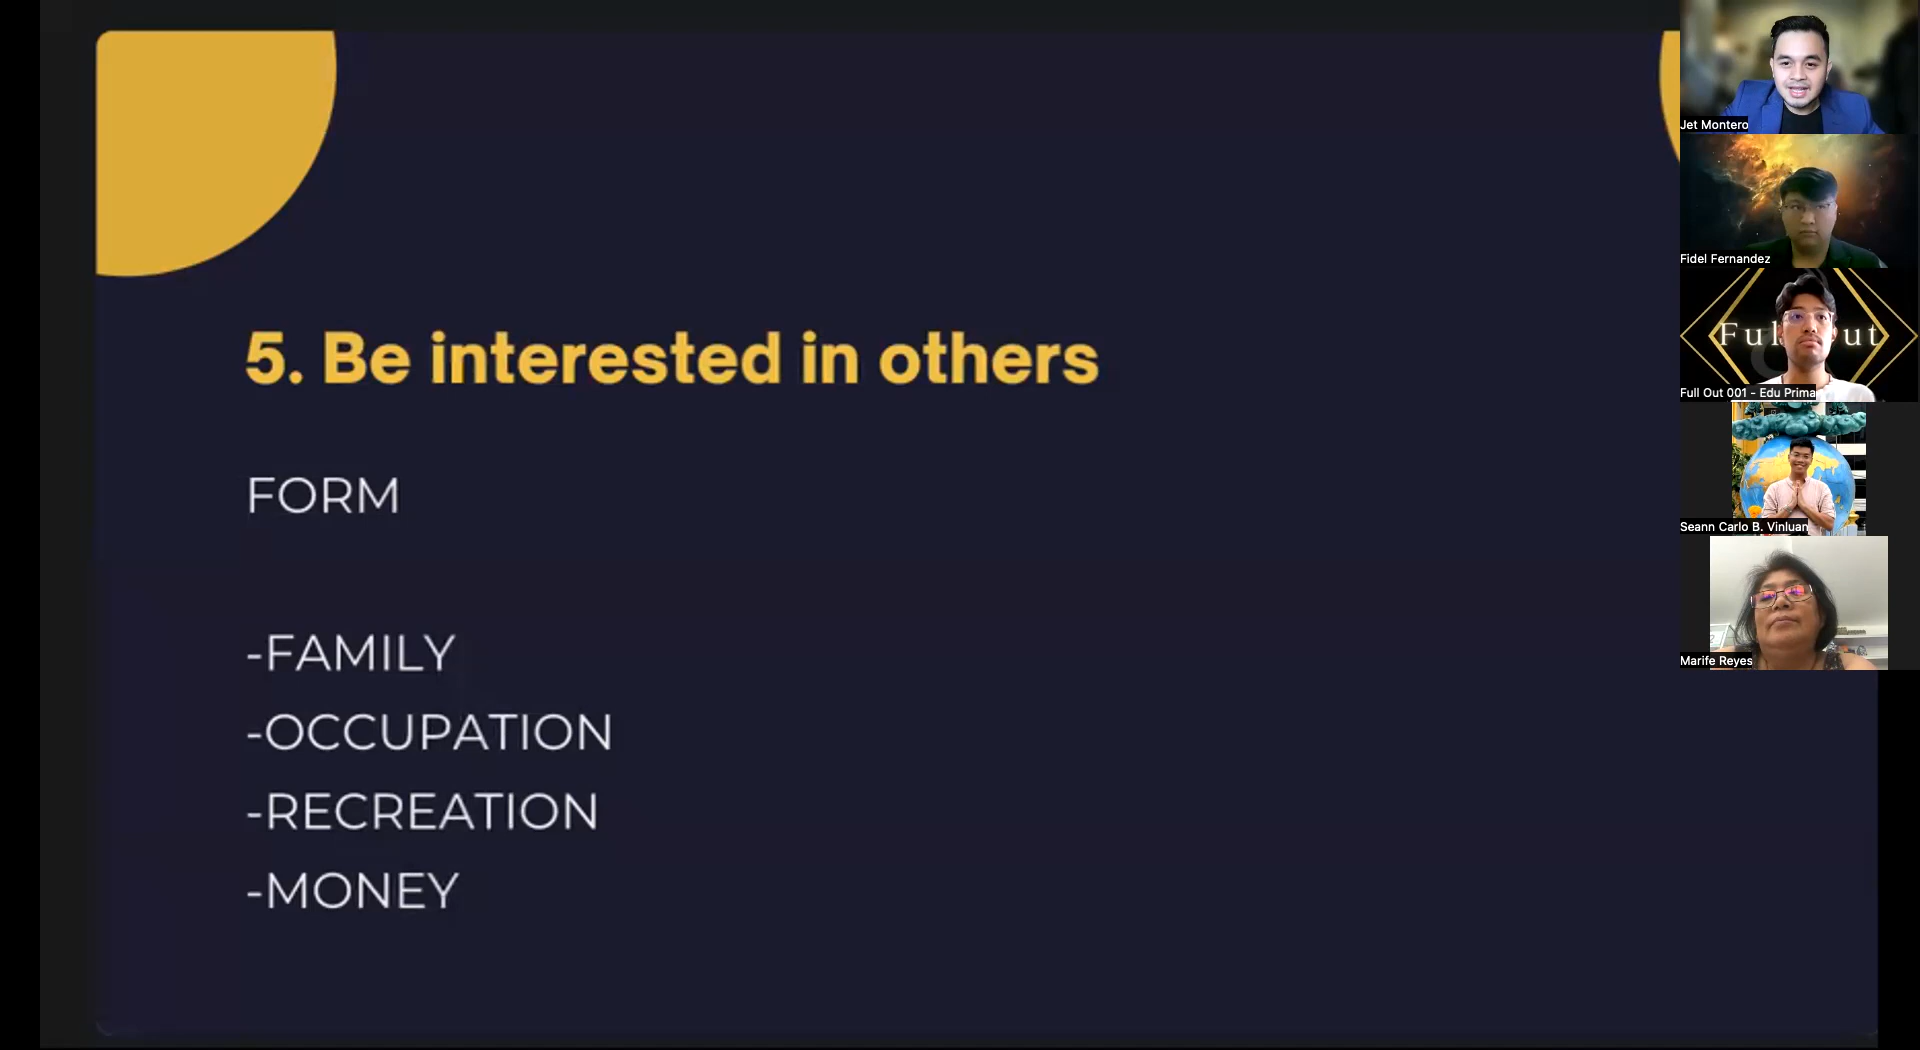 5. Be interested in others
FORM
-FAMILY
-OCCUPATION
-RECREATION
-MONEY
Jet Montero
Fidel Fernandez
Full Out 001 - Edu Prima
Seann Carlo B. Vinluan
Marife Reyes